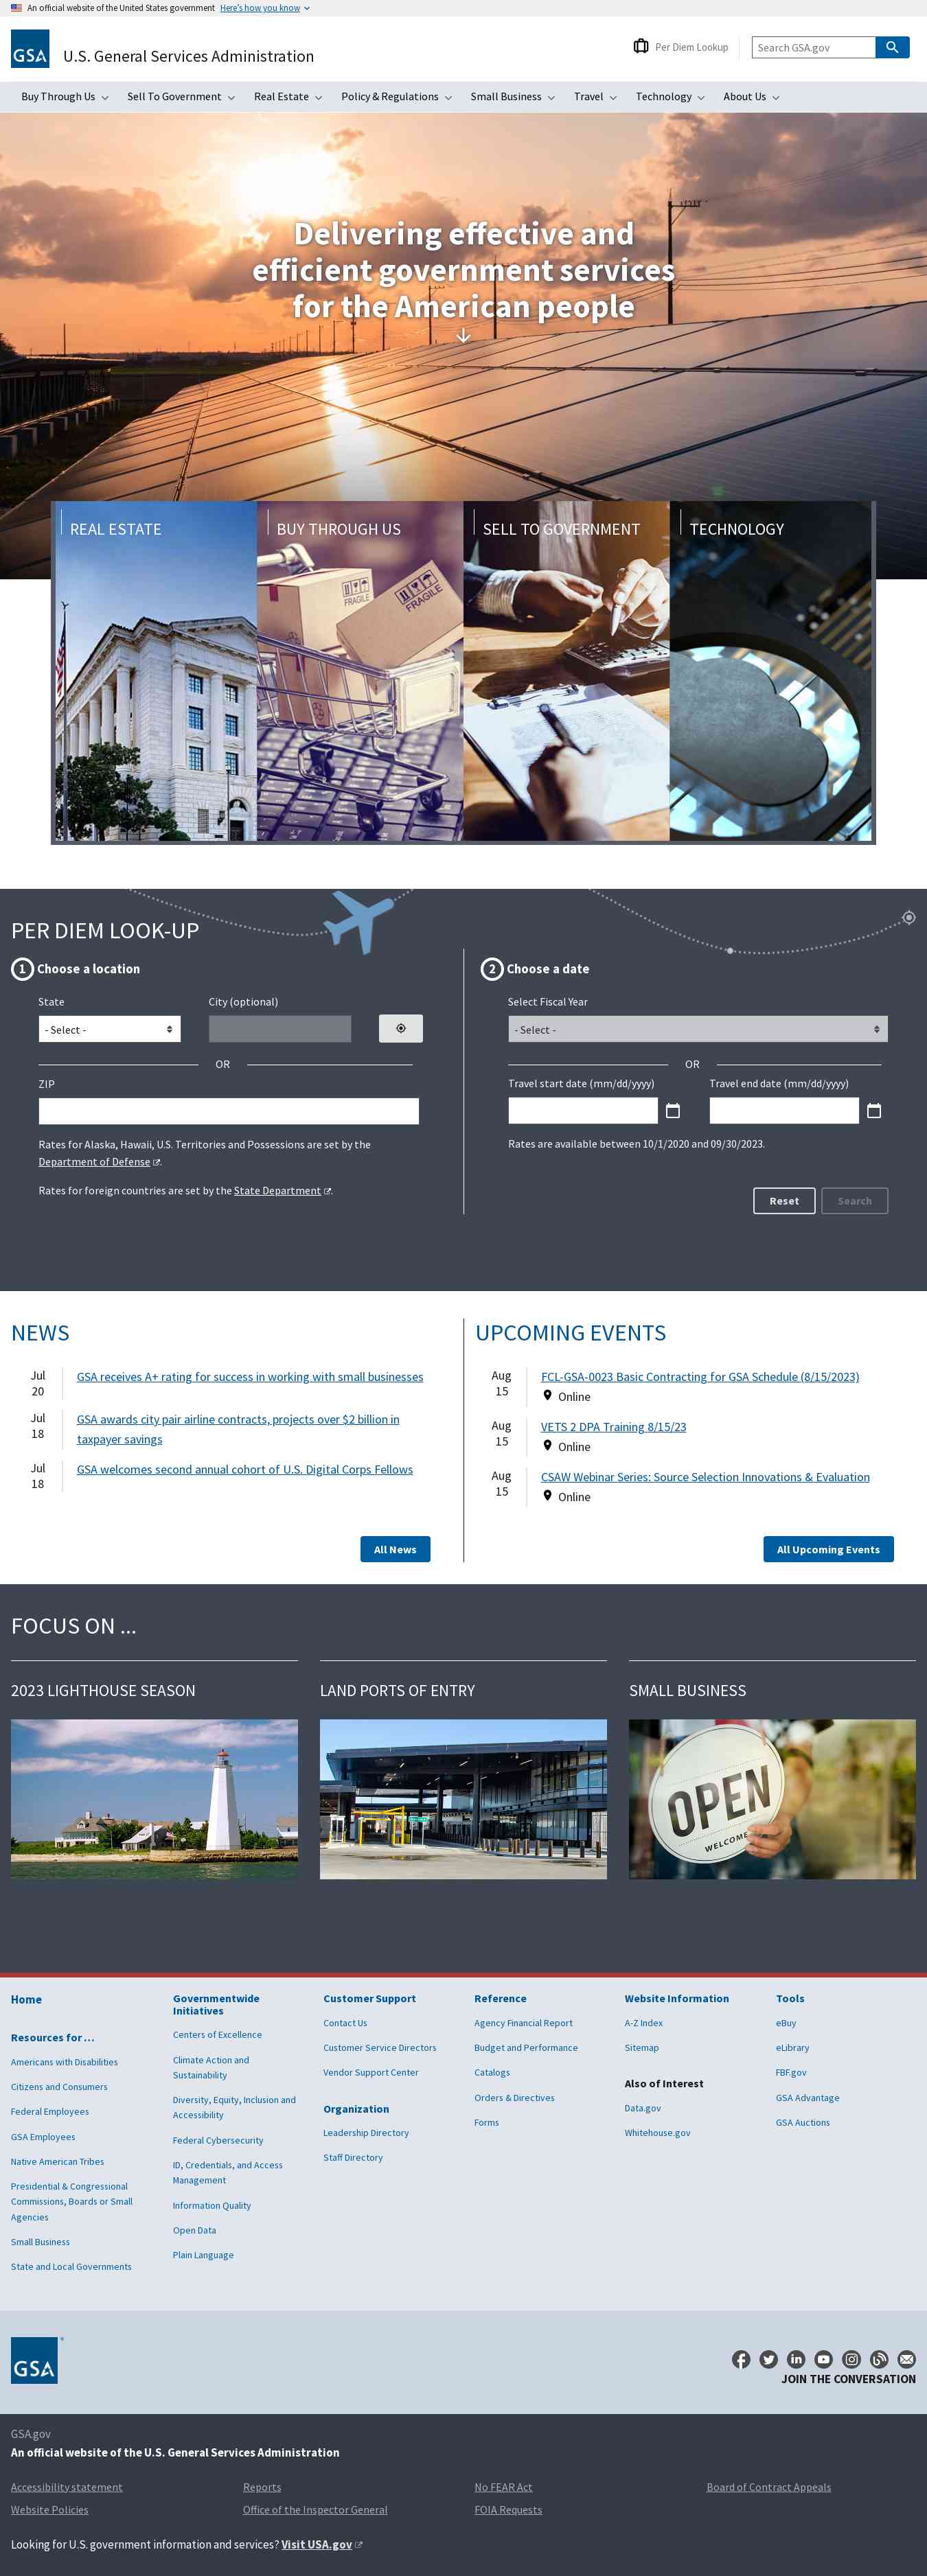 An official website of the United States government Here's how you know
GSA
U.S. General Services Administration
Per Diem Lookup
Search GSA.gov
Buy Through Us
Sell To Government
Real Estate
Policy & Regulations
Small Business
Travel
Technology
About Us
Delivering effective and
efficient government services
for the American people
REAL ESTATE
BUY THROUGH US
SELL TO GOVERNMENT
TECHNOLOGY
FRAGILE
FRAGILE
PER DIEM LOOK-UP
1 Choose a location
State
City (optional)
- Select -
OR
ZIP
Rates for Alaska, Hawaii, U.S. Territories and Possessions are set by the
Department of Defense.
Rates for foreign countries are set by the State Department.
2 Choose a date
Select Fiscal Year
- Select -
OR
Travel start date (mm/dd/yyyy)
Travel end date (mm/dd/yyyy)
Rates are available between 10/1/2020 and 09/30/2023.
Reset
Search
NEWS
Jul
20
GSA receives A+ rating for success in working with small businesses
Jul
18
GSA awards city pair airline contracts, projects over $2 billion in
taxpayer savings
Jul
18
GSA welcomes second annual cohort of U.S. Digital Corps Fellows
All News
UPCOMING EVENTS
Aug
15
FCL-GSA-0023 Basic Contracting for GSA Schedule (8/15/2023)
Online
Aug
15
VETS 2 DPA Training 8/15/23
Online
Aug
15
CSAW Webinar Series: Source Selection Innovations & Evaluation
Online
All Upcoming Events
FOCUS ON ...
2023 LIGHTHOUSE SEASON
LAND PORTS OF ENTRY
SMALL BUSINESS
OPEN
WELCOME
Home
Resources for …
Americans with Disabilities
Citizens and Consumers
Federal Employees
GSA Employees
Native American Tribes
Presidential & Congressional
Commissions, Boards or Small
Agencies
Small Business
State and Local Governments
Governmentwide
Initiatives
Centers of Excellence
Climate Action and
Sustainability
Diversity, Equity, Inclusion and
Accessibility
Federal Cybersecurity
ID, Credentials, and Access
Management
Information Quality
Open Data
Plain Language
Customer Support
Contact Us
Customer Service Directors
Vendor Support Center
Organization
Leadership Directory
Staff Directory
Reference
Agency Financial Report
Budget and Performance
Catalogs
Orders & Directives
Forms
Website Information
A-Z Index
Sitemap
Also of Interest
Data.gov
Whitehouse.gov
Tools
eBuy
eLibrary
FBF.gov
GSA Advantage
GSA Auctions
GSA
JOIN THE CONVERSATION
GSA.gov
An official website of the U.S. General Services Administration
Accessibility statement
Reports
No FEAR Act
Board of Contract Appeals
Website Policies
Office of the Inspector General
FOIA Requests
Looking for U.S. government information and services? Visit USA.gov